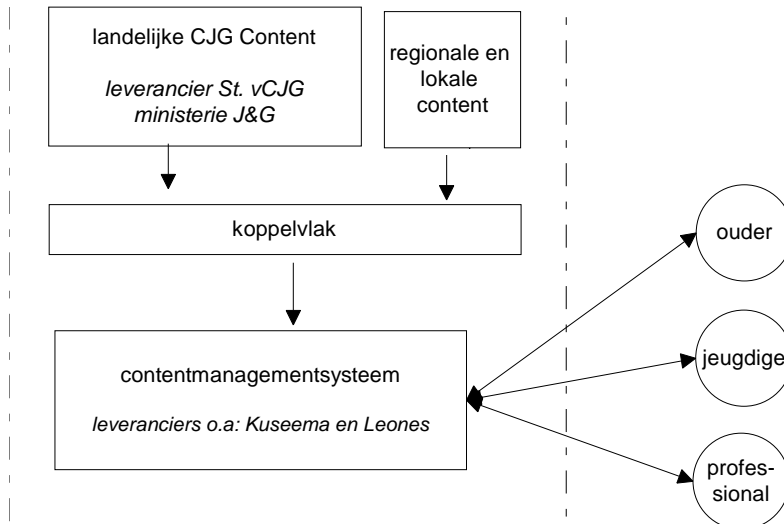 landelijke CJG Content
leverancier St. vCJG
ministerie J&G
regionale en
lokale
content
koppelvlak
contentmanagementsysteem
leveranciers o.a: Kuseema en Leones
ouder
jeugdige
profes-
sional